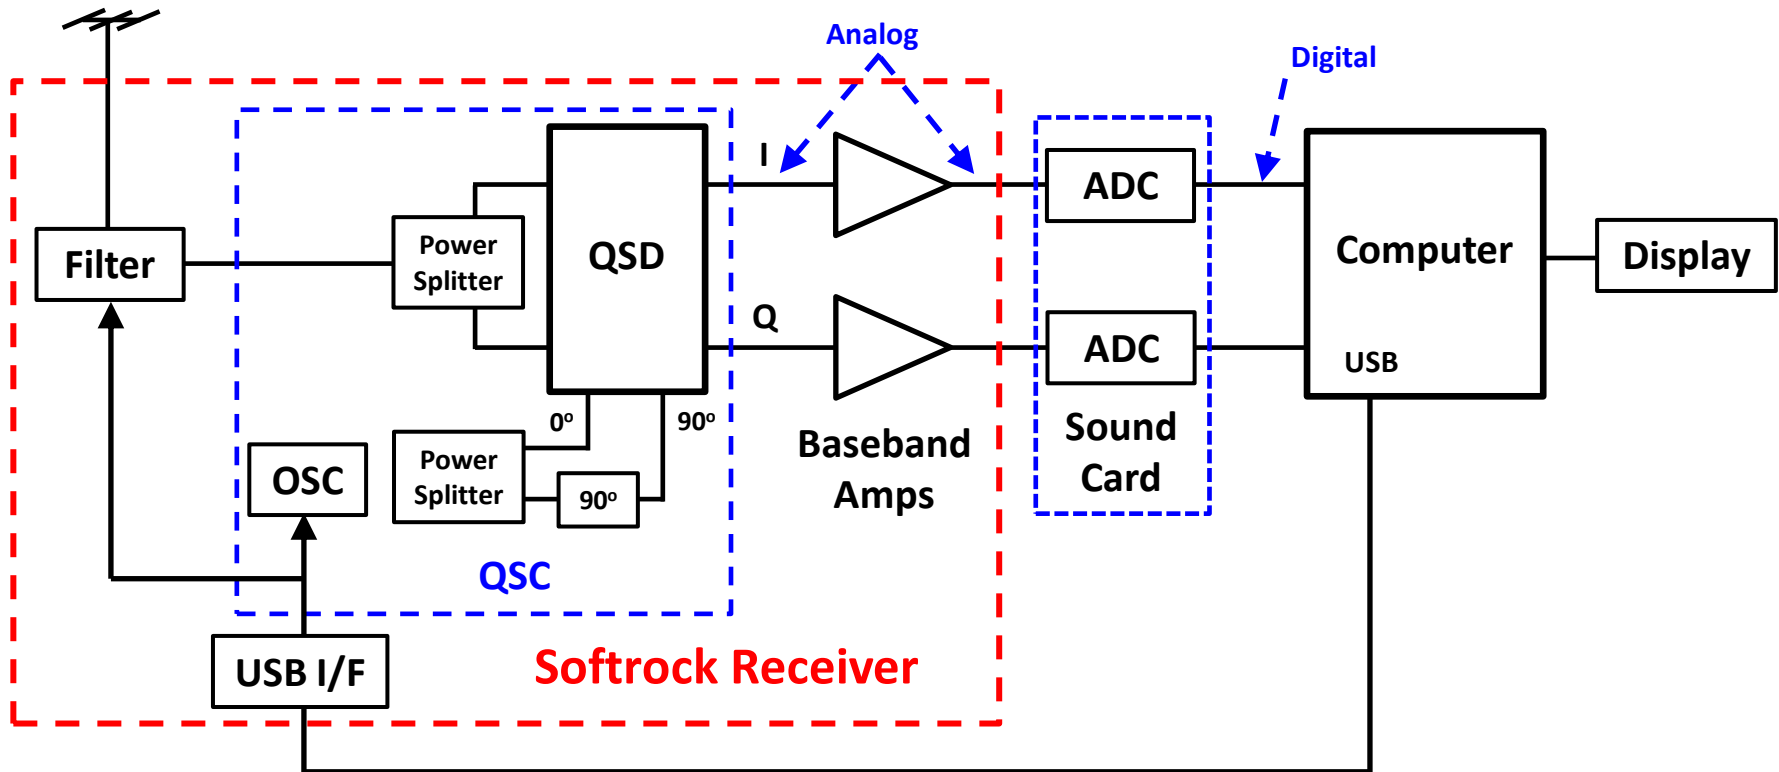 Analog
Digital
I
ADC
Filter
Power
Splitter
QSD
Computer
Display
Q
ADC
USB
0º
90º
Power
Splitter
90º
OSC
Baseband
Amps
Sound
Card
QSC
USB I/F
Softrock Receiver